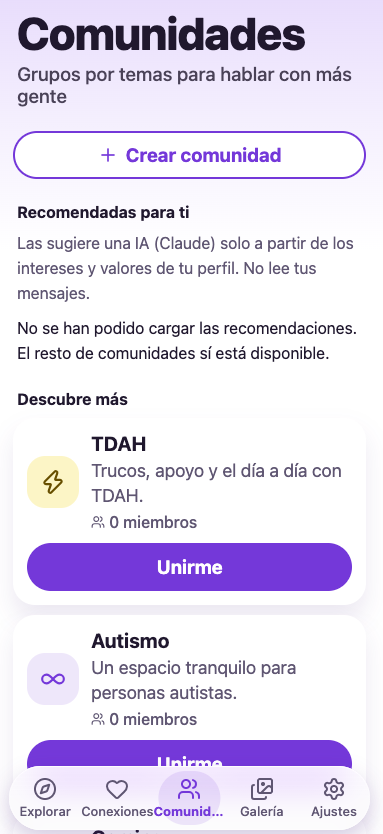 Comunidades
Grupos por temas para hablar con más
gente
Crear comunidad
Recomendadas para ti
Las sugiere una IA (Claude) solo a partir de los
intereses y valores de tu perfil. No lee tus
mensajes.
No se han podido cargar las recomendaciones.
El resto de comunidades sí está disponible.
Descubre más
TDAH
Trucos, apoyo y el día a día con
TDAH.
0 miembros
Unirme
Autismo
Un espacio tranquilo para
personas autistas.
0 miembros
Unirme
Explorar Conexiones Comunid... Galería Ajustes